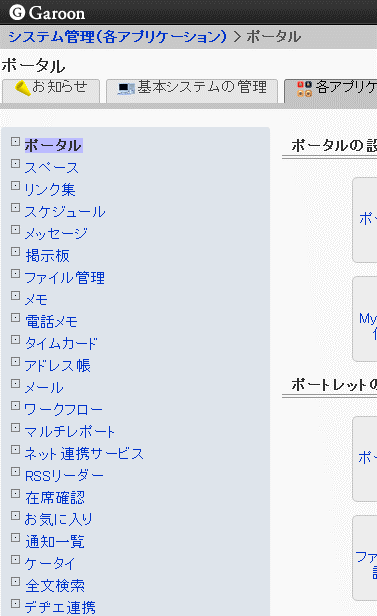 Garoon
システム管理(各アプリケーション) > ポータル
ポータル
お知らせ 基本システムの管理 各アプリケ
ポータル
スペース
リンク集
スケジュール
メッセージ
掲示板
ファイル管理
メモ
電話メモ
タイムカード
アドレス帳
メール
ワークフロー
マルチレポート
ネット連携サービス
RSSリーダー
在席確認
お気に入り
通知一覧
ケータイ
全文検索
デヂエ連携
ポータルの設
ポー
My
ポートレットの
ポー
ファ